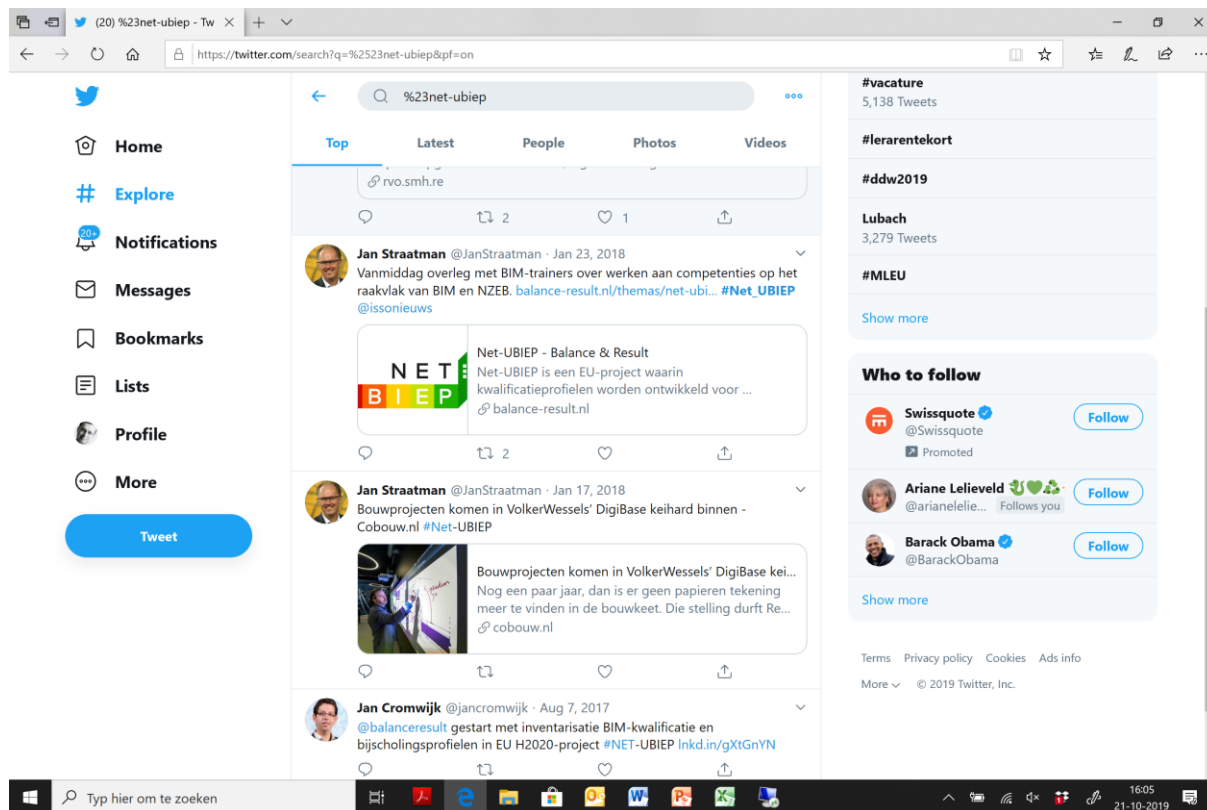 (20) %23net-ubiep - Tw
https://twitter.com/search?q=%2523net-ubiep&pf=on
Home
Explore
20+
Notifications
Messages
Bookmarks
Lists
Profile
More
Tweet
%23net-ubiep
Top Latest People Photos Videos
rvo.smh.re
2 1
Jan Straatman @JanStraatman · Jan 23, 2018
Vanmiddag overleg met BIM-trainers over werken aan competenties op het
raakvlak van BIM en NZEB. balance-result.nl/themas/net-ubi... #Net_UBIEP
@issonieuws
NET
BIEP
Net-UBIEP - Balance & Result
Net-UBIEP is een EU-project waarin
kwalificatieprofielen worden ontwikkeld voor ...
balance-result.nl
2
Jan Straatman @JanStraatman · Jan 17, 2018
Bouwprojecten komen in VolkerWessels' DigiBase keihard binnen -
Cobouw.nl #Net-UBIEP
Bouwprojecten komen in VolkerWessels' DigiBase kei...
Nog een paar jaar, dan is er geen papieren tekening
meer te vinden in de bouwkeet. Die stelling durft Re...
cobouw.nl
Jan Cromwijk @jancromwijk · Aug 7, 2017
@balanceresult gestart met inventarisatie BIM-kwalificatie en
bijscholingsprofielen in EU H2020-project #NET-UBIEP lnkd.in/gXtGnYN
#vacature
5,138 Tweets
#lerarentekort
#ddw2019
Lubach
3,279 Tweets
#MLEU
Show more
Who to follow
Swissquote
@Swissquote
Promoted
Follow
Ariane Lelieveld
@arianelelie... Follows you
Follow
Barack Obama
@BarackObama
Follow
Show more
Terms Privacy policy Cookies Ads info
More © 2019 Twitter, Inc.
Typ hier om te zoeken
16:05
21-10-2019